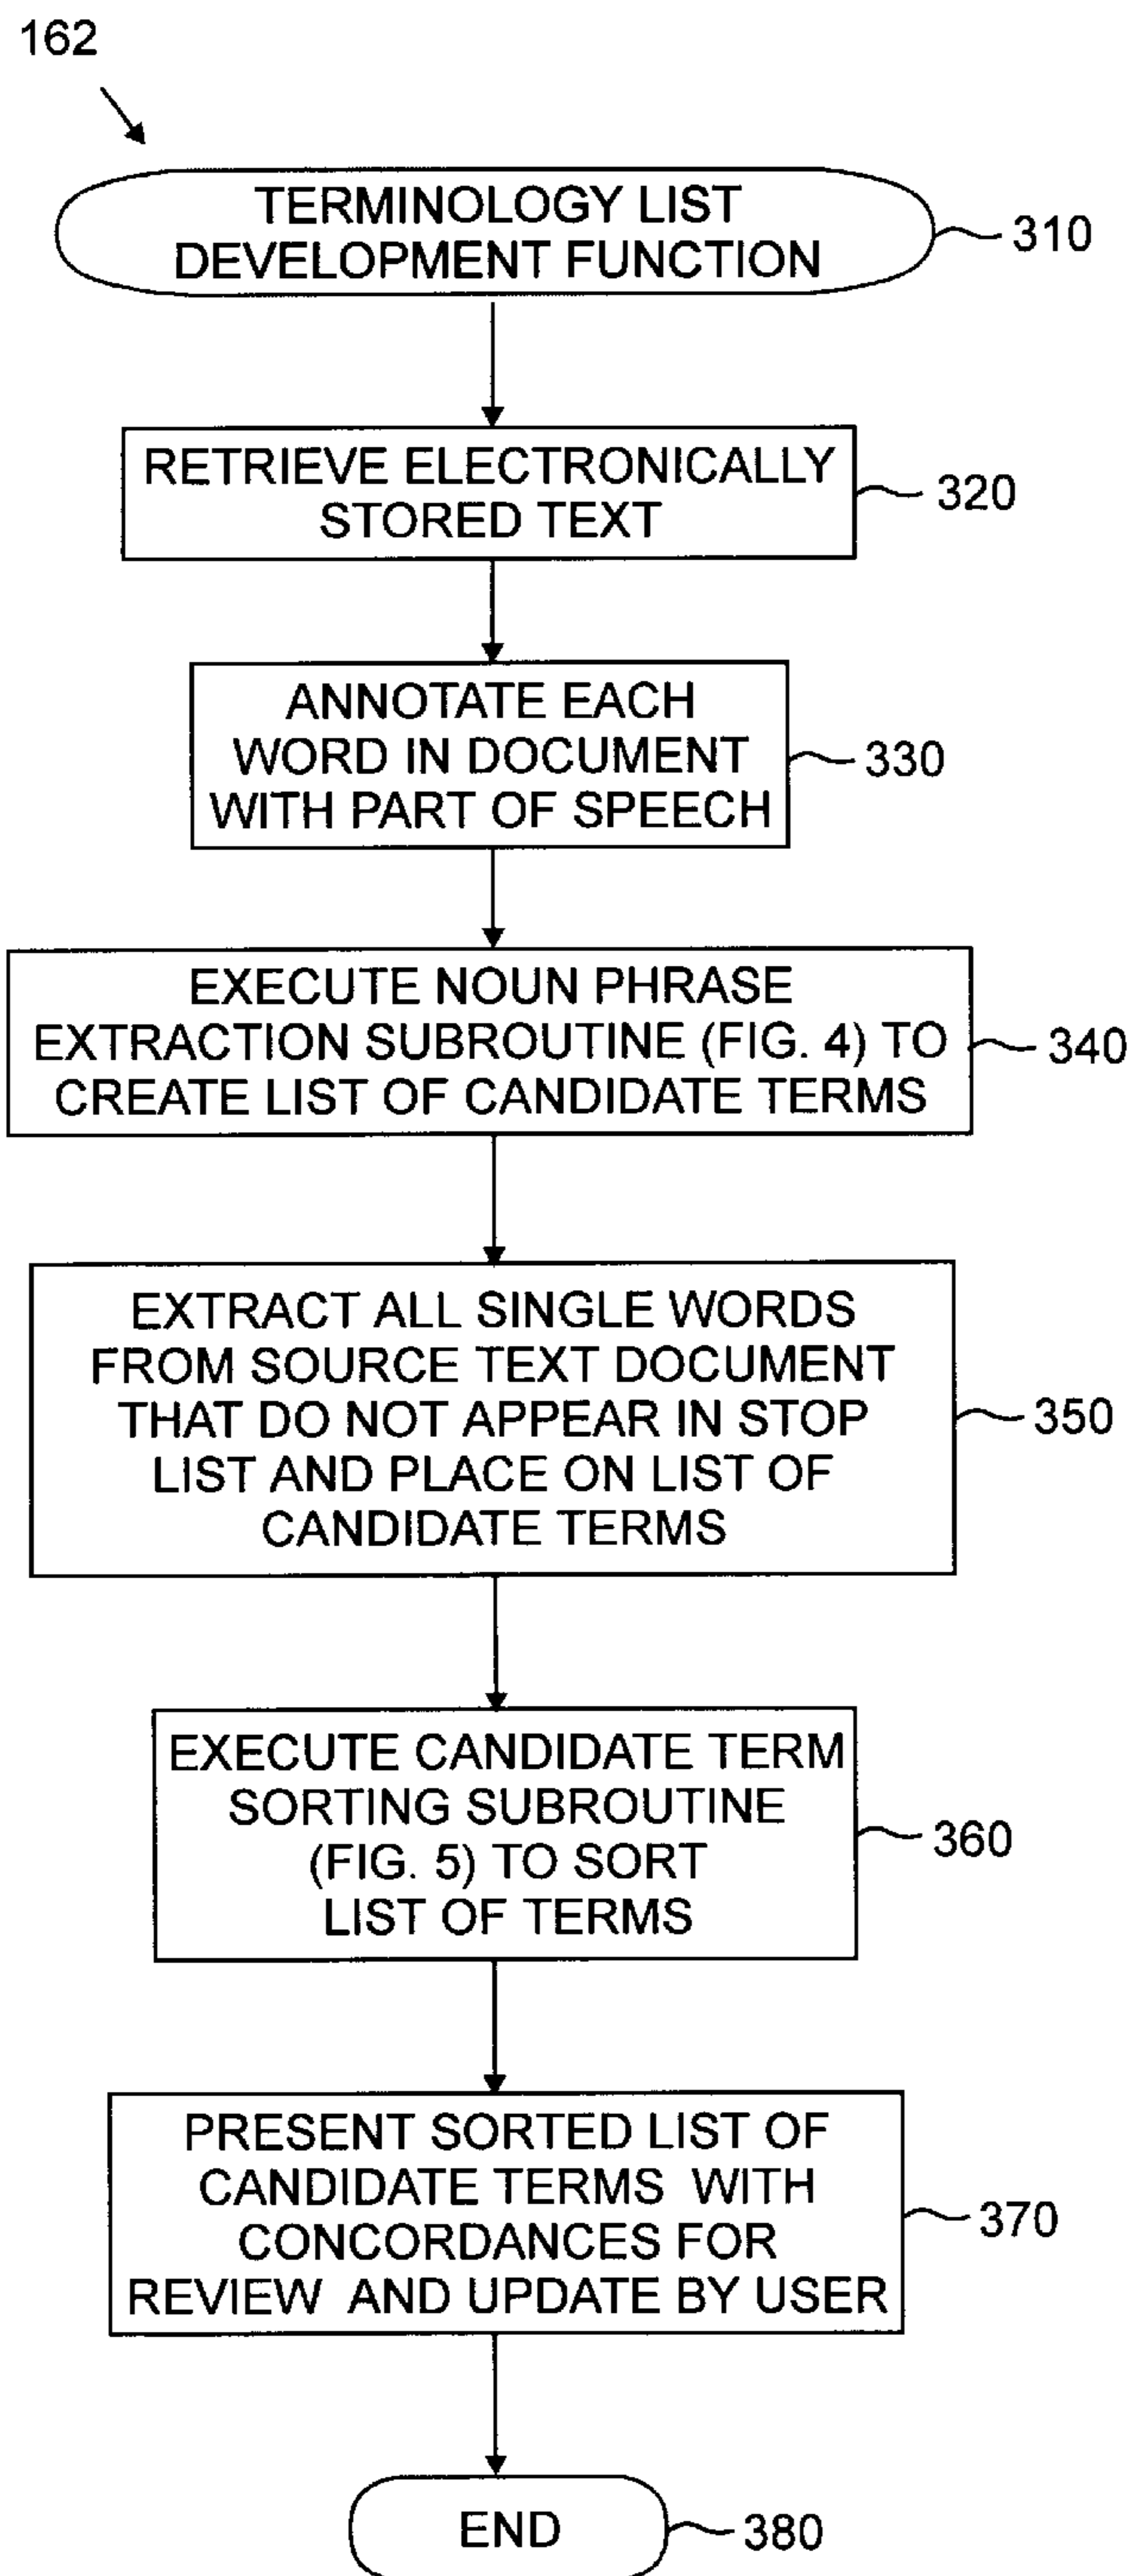 162
TERMINOLOGY LIST
DEVELOPMENT FUNCTION
310
RETRIEVE ELECTRONICALLY
STORED TEXT
320
ANNOTATE EACH
WORD IN DOCUMENT
WITH PART OF SPEECH
330
EXECUTE NOUN PHRASE
EXTRACTION SUBROUTINE (FIG. 4) TO
CREATE LIST OF CANDIDATE TERMS
340
EXTRACT ALL SINGLE WORDS
FROM SOURCE TEXT DOCUMENT
THAT DO NOT APPEAR IN STOP
LIST AND PLACE ON LIST OF
CANDIDATE TERMS
350
EXECUTE CANDIDATE TERM
SORTING SUBROUTINE
(FIG. 5) TO SORT
LIST OF TERMS
360
PRESENT SORTED LIST OF
CANDIDATE TERMS WITH
CONCORDANCES FOR
REVIEW AND UPDATE BY USER
370
END
380